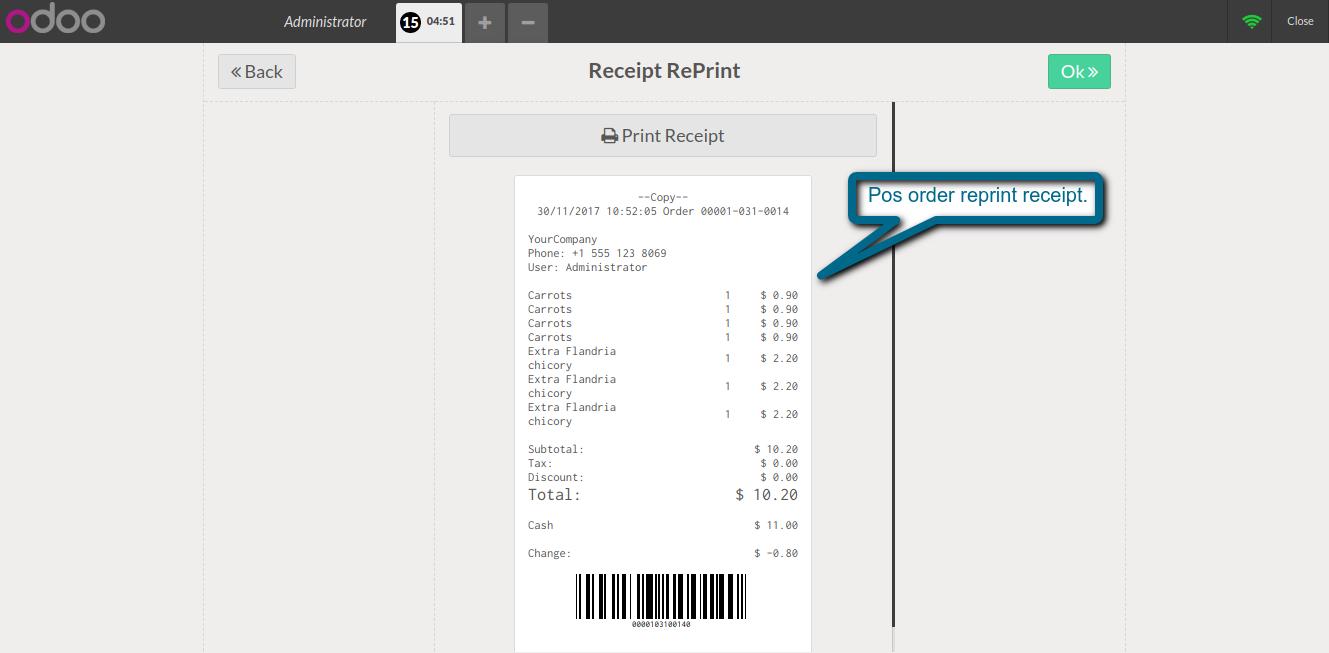 odoo
Administrator
15 04:51
+
−
Close
« Back
Receipt RePrint
Ok »
Print Receipt
Pos order reprint receipt.
--Copy--
30/11/2017 10:52:05 Order 00001-031-0014
YourCompany
Phone: +1 555 123 8069
User: Administrator
Carrots 1 $ 0.90
Carrots 1 $ 0.90
Carrots 1 $ 0.90
Carrots 1 $ 0.90
Extra Flandria
chicory 1 $ 2.20
Extra Flandria
chicory 1 $ 2.20
Extra Flandria
chicory 1 $ 2.20
Subtotal: $ 10.20
Tax: $ 0.00
Discount: $ 0.00
Total: $ 10.20
Cash $ 11.00
Change: $ -0.80
0000103100140